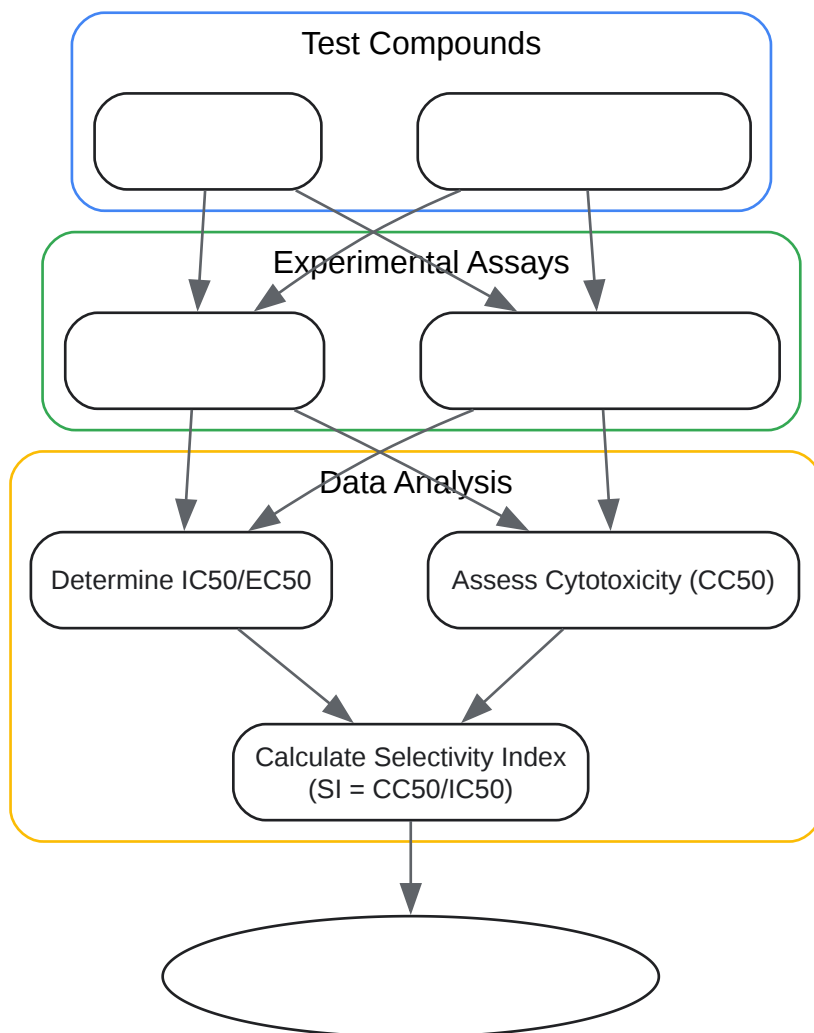 Test Compounds
Experimental Assays
Data Analysis
Determine IC50/EC50
Assess Cytotoxicity (CC50)
Calculate Selectivity Index
(SI = CC50/IC50)